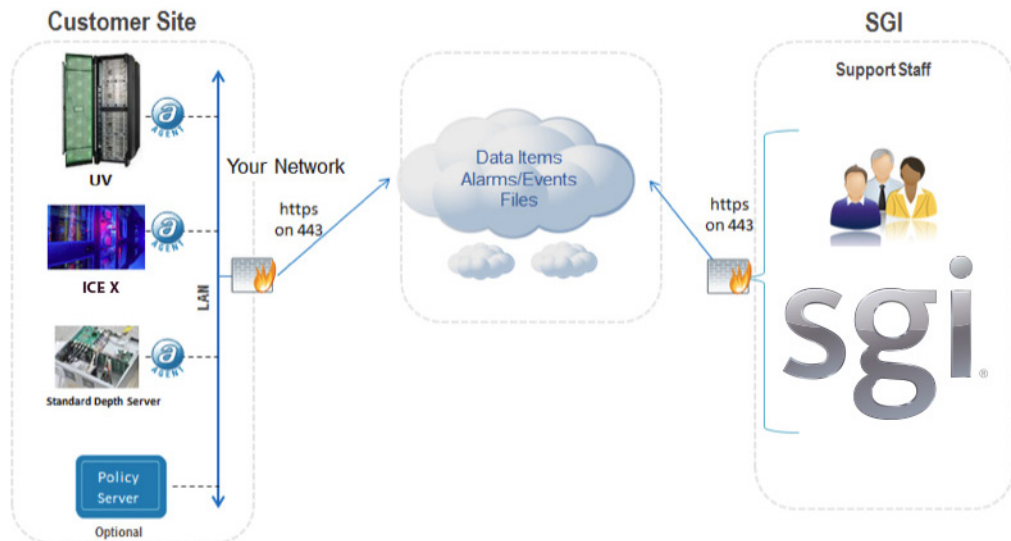 Customer Site
SGI
Support Staff
UV
AGENT
Your Network
https
on 443
Data Items
Alarms/Events
Files
https
on 443
ICE X
AGENT
LAN
sgi®
Standard Depth Server
AGENT
Policy
Server
Optional